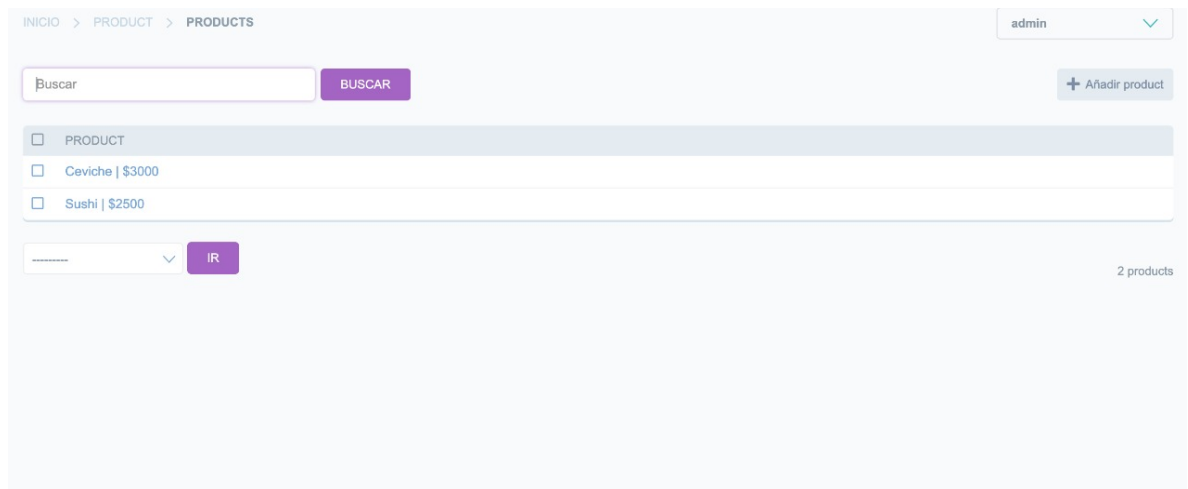 INICIO > PRODUCT > PRODUCTS
admin
Buscar
BUSCAR
+ Añadir product
PRODUCT
Ceviche | $3000
Sushi | $2500
---------
IR
2 products